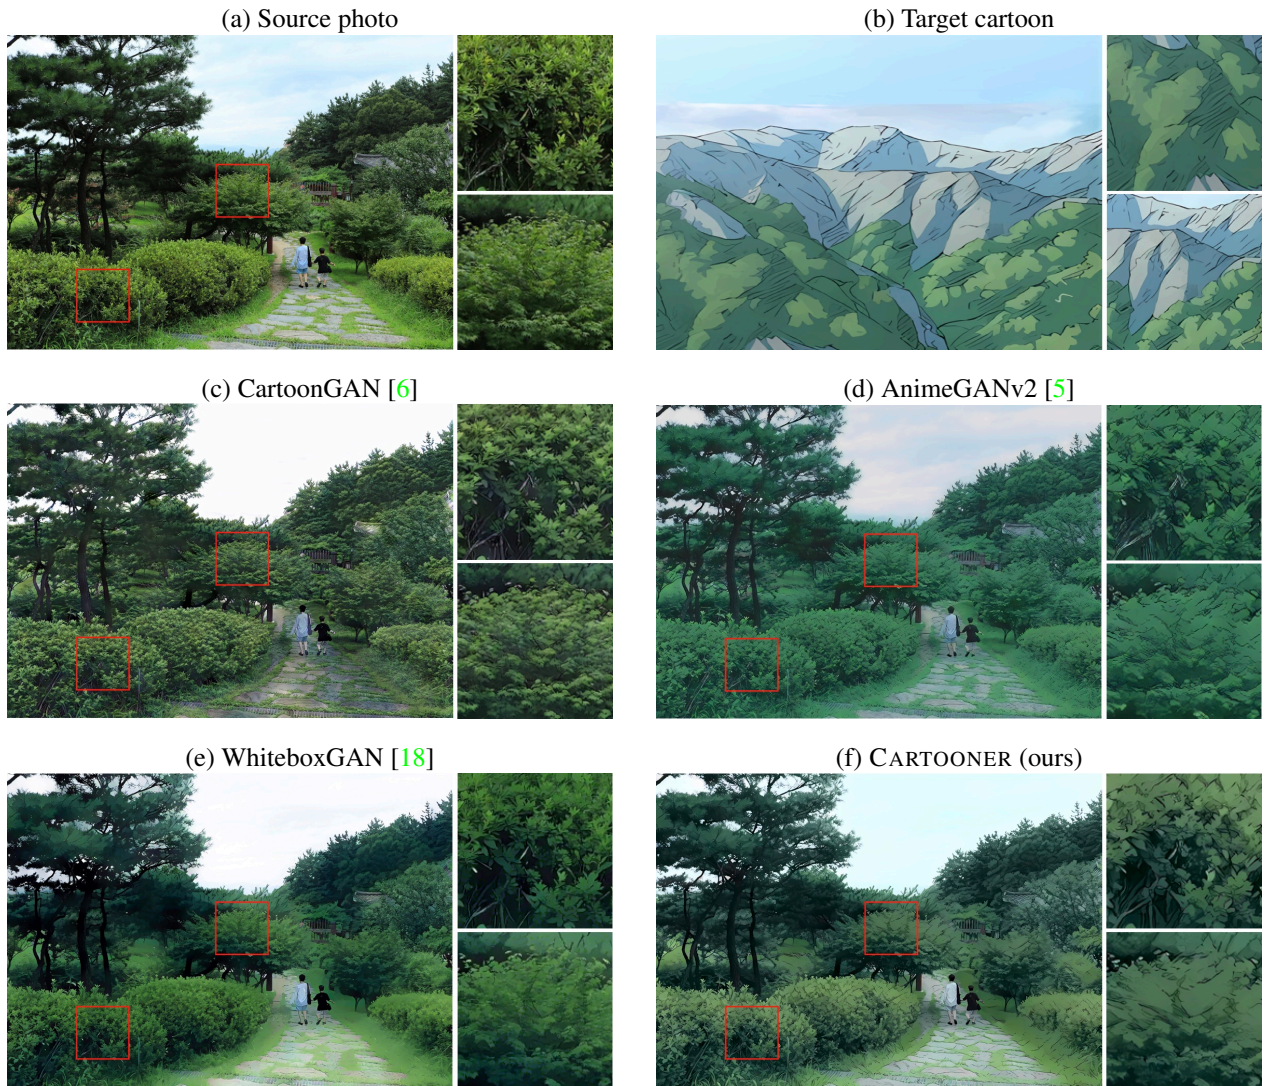 (a) Source photo
(b) Target cartoon
(c) CartoonGAN [6]
(d) AnimeGANv2 [5]
(e) WhiteboxGAN [18]
(f) CARTOONER (ours)